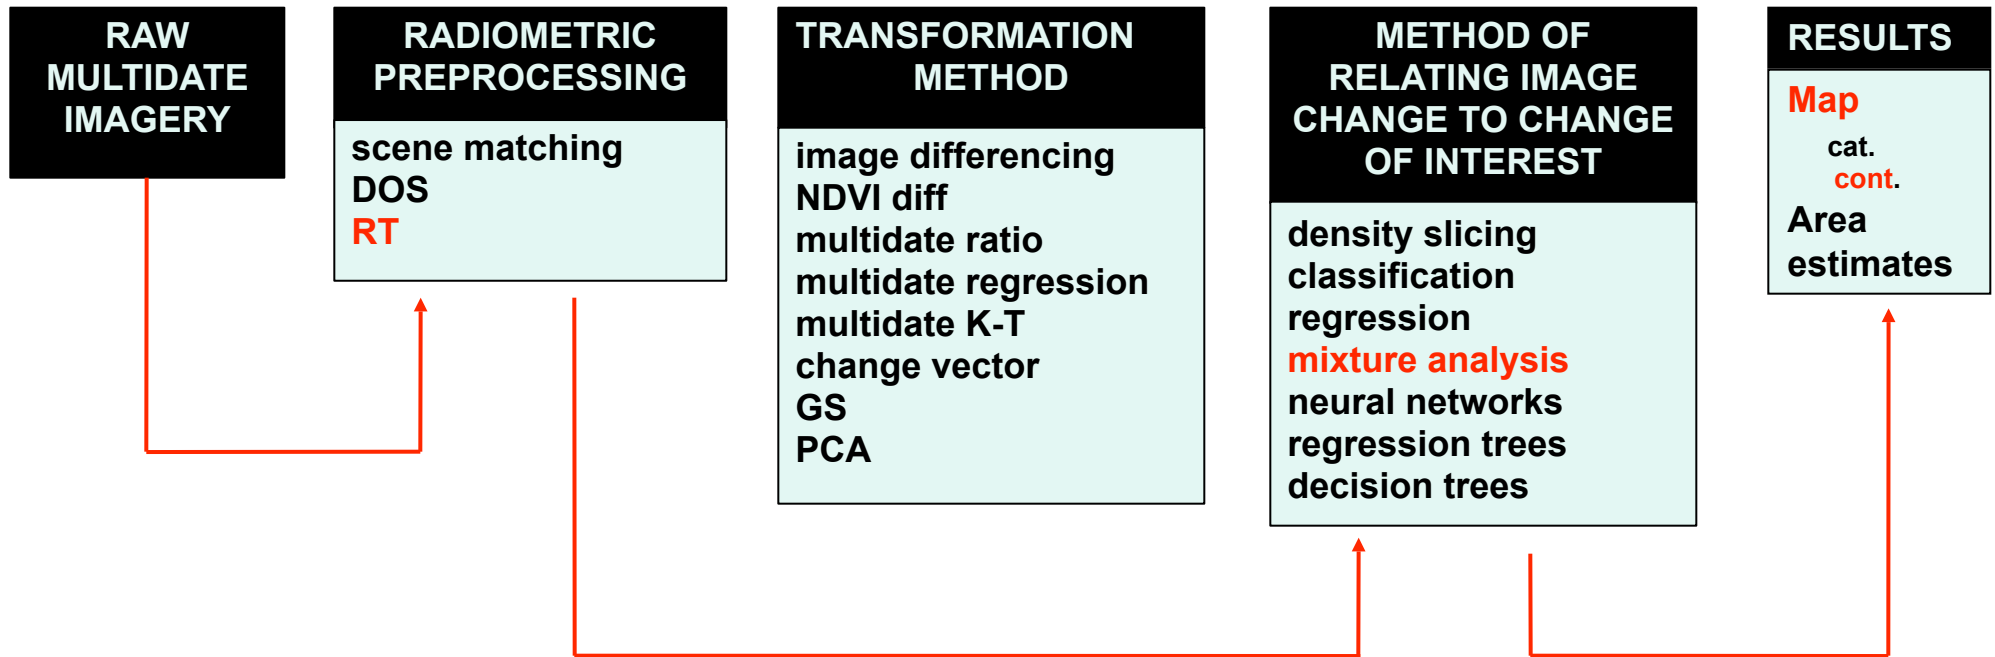 RAW
MULTIDATE
IMAGERY
RADIOMETRIC
PREPROCESSING
scene matching
DOS
RT
TRANSFORMATION
METHOD
image differencing
NDVI diff
multidate ratio
multidate regression
multidate K-T
change vector
GS
PCA
METHOD OF
RELATING IMAGE
CHANGE TO CHANGE
OF INTEREST
density slicing
classification
regression
mixture analysis
neural networks
regression trees
decision trees
RESULTS
Map
cat.
cont.
Area
estimates